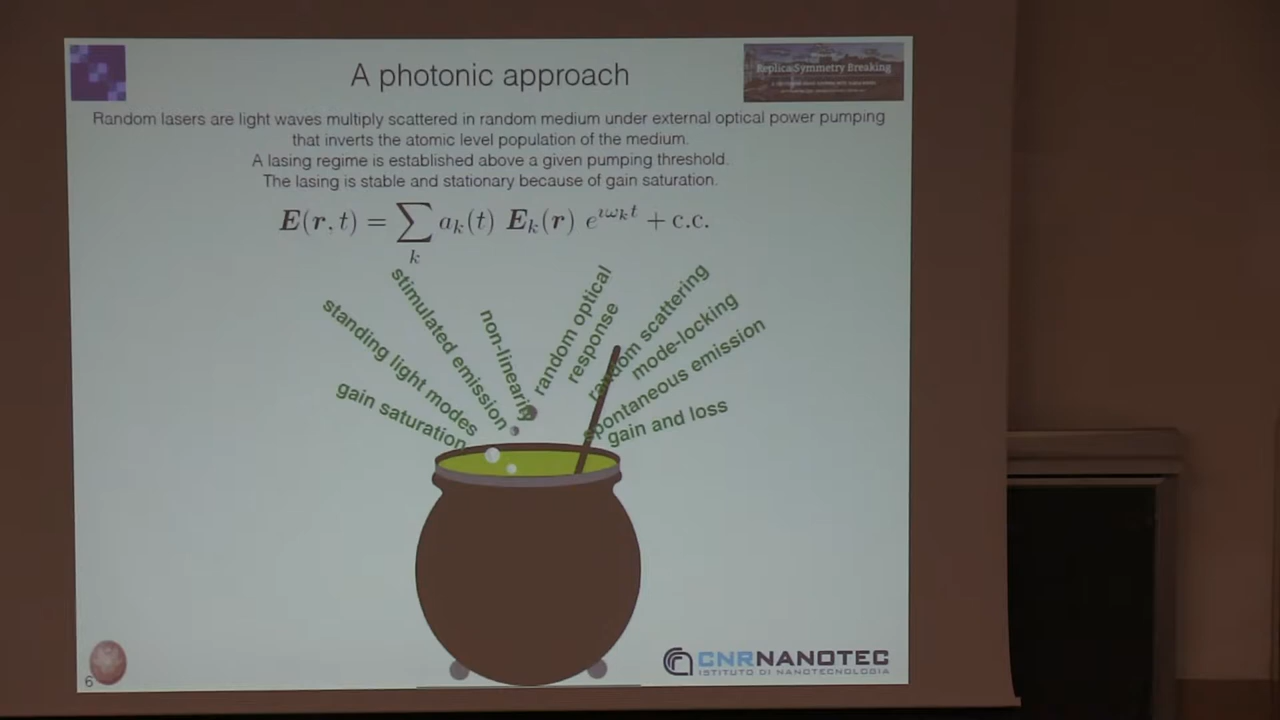 A photonic approach
Replica Symmetry Breaking
Random lasers are light waves multiply scattered in random medium under external optical power pumping
that inverts the atomic level population of the medium.
A lasing regime is established above a given pumping threshold.
The lasing is stable and stationary because of gain saturation.
E(r, t) = ∑ₖ aₖ(t) Eₖ(r) e^{ıωₖt} + c.c.
standing light modes
gain saturation
stimulated emission
non-linearity
random optical
response
random scattering
mode-locking
spontaneous emission
gain and loss
6
CNRNANOTEC
ISTITUTO DI NANOTECNOLOGIA